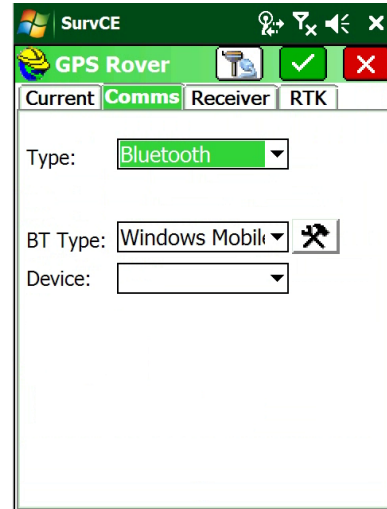 SurvCE
GPS Rover
Current Comms Receiver RTK
Type: Bluetooth
BT Type: Windows Mobil
Device: